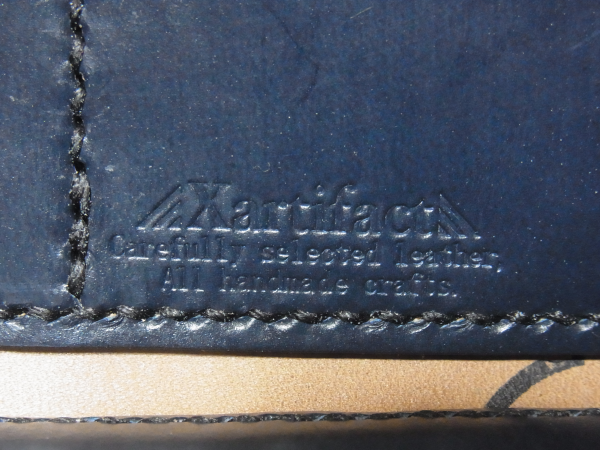 Xartifact
Carefully selected leather,
All handmade crafts.